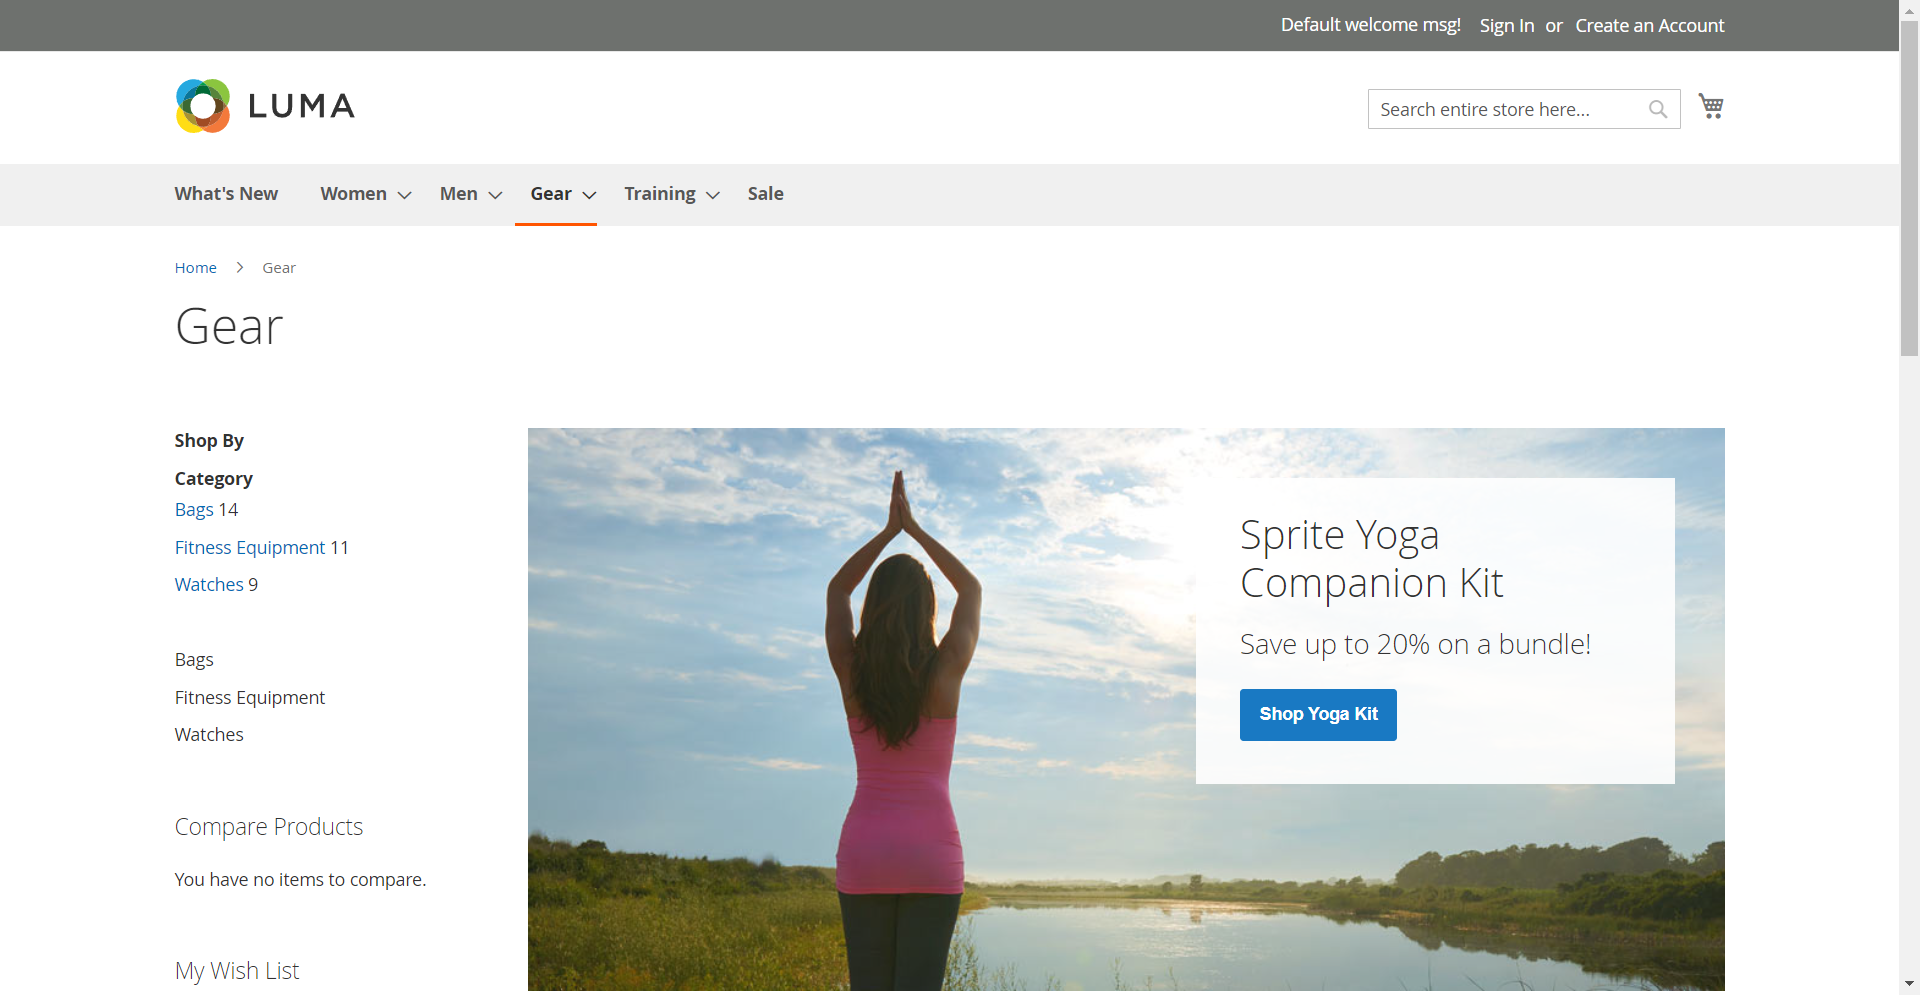 Default welcome msg! Sign In or Create an Account
LUMA
Search entire store here...
What's New Women Men Gear Training Sale
Home > Gear
Gear
Shop By
Category
Bags 14
Fitness Equipment 11
Watches 9
Bags
Fitness Equipment
Watches
Compare Products
You have no items to compare.
My Wish List
Sprite Yoga
Companion Kit
Save up to 20% on a bundle!
Shop Yoga Kit